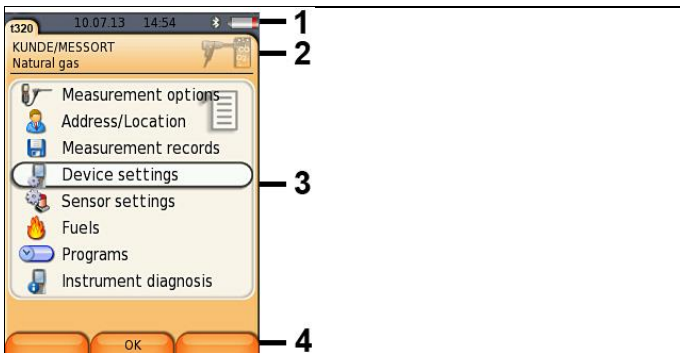 10.07.13 14:54
1
t320
KUNDE/MESSORT
2
Natural gas
Measurement options
Address/Location
Measurement records
Device settings
3
Sensor settings
Fuels
Programs
Instrument diagnosis
OK
4